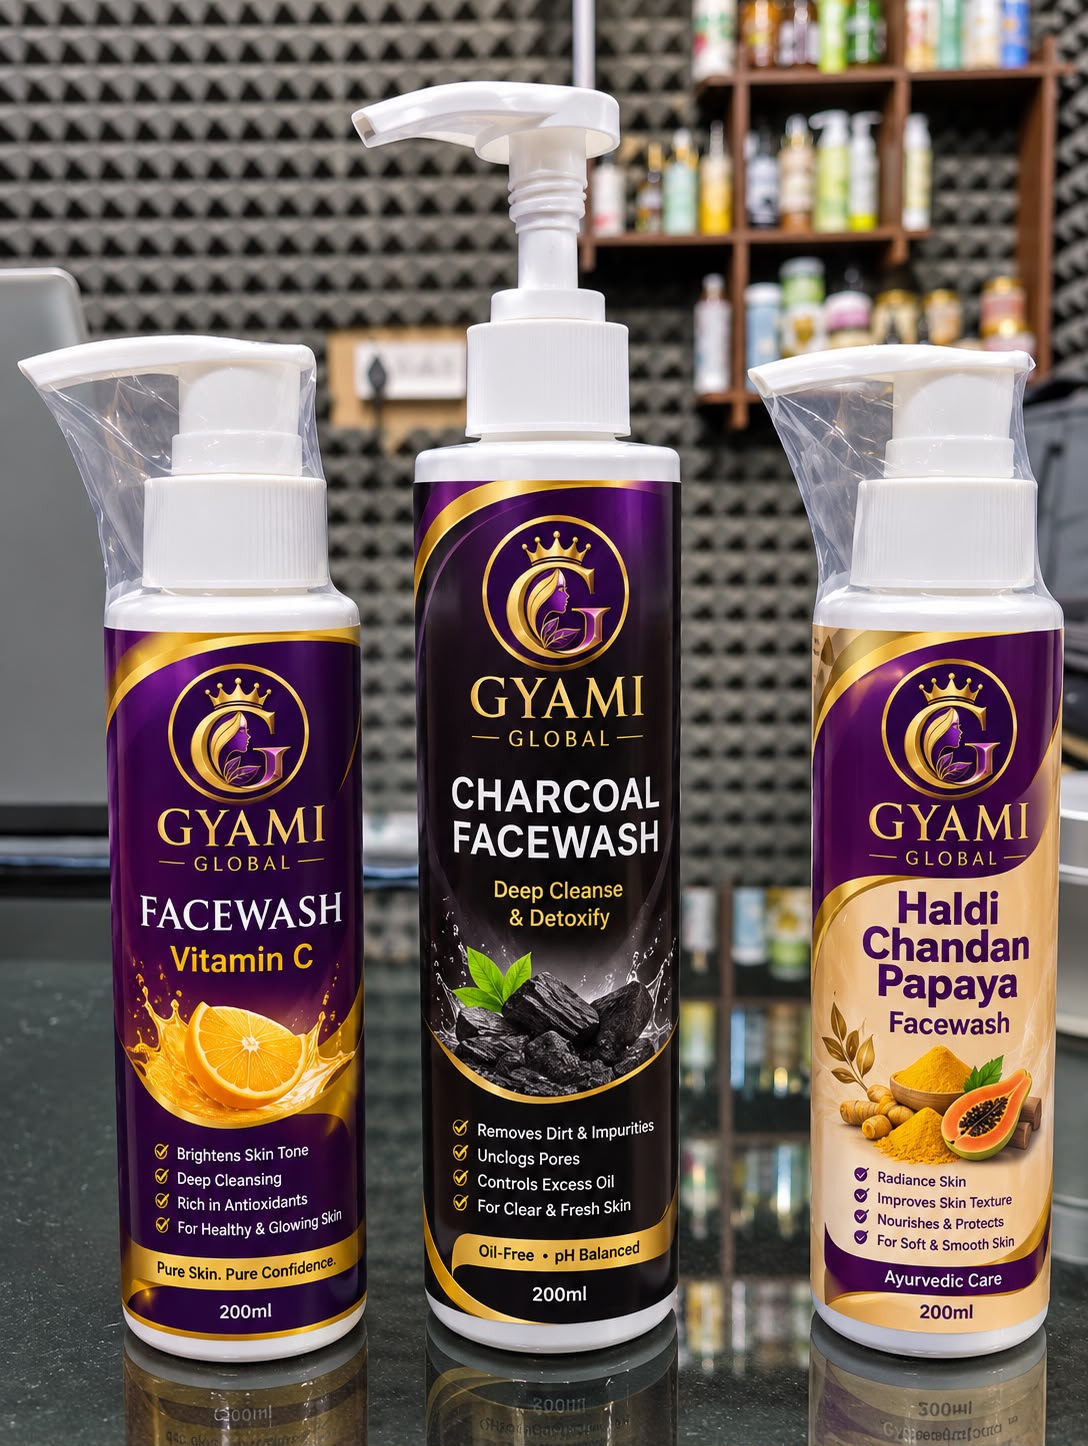 GYAMI
GLOBAL
FACEWASH
Vitamin C
Brightens Skin Tone
Deep Cleansing
Rich in Antioxidants
For Healthy & Glowing Skin
Pure Skin. Pure Confidence.
200ml
GYAMI
GLOBAL
CHARCOAL
FACEWASH
Deep Cleanse
& Detoxify
Removes Dirt & Impurities
Unclogs Pores
Controls Excess Oil
For Clear & Fresh Skin
Oil-Free • pH Balanced
200ml
GYAMI
GLOBAL
Haldi
Chandan
Papaya
Facewash
Radiance Skin
Improves Skin Texture
Nourishes & Protects
For Soft & Smooth Skin
Ayurvedic Care
200ml